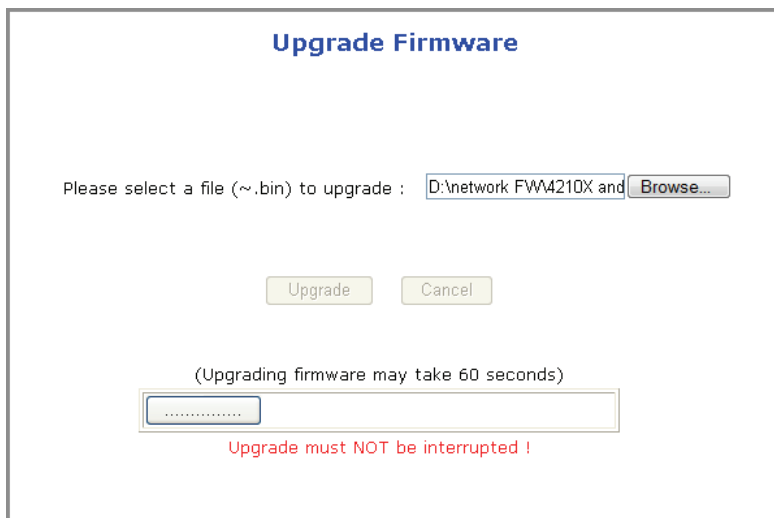 Upgrade Firmware
Please select a file (~.bin) to upgrade : D:\network FW\4210X and Browse...
Upgrade Cancel
(Upgrading firmware may take 60 seconds)
...............
Upgrade must NOT be interrupted !